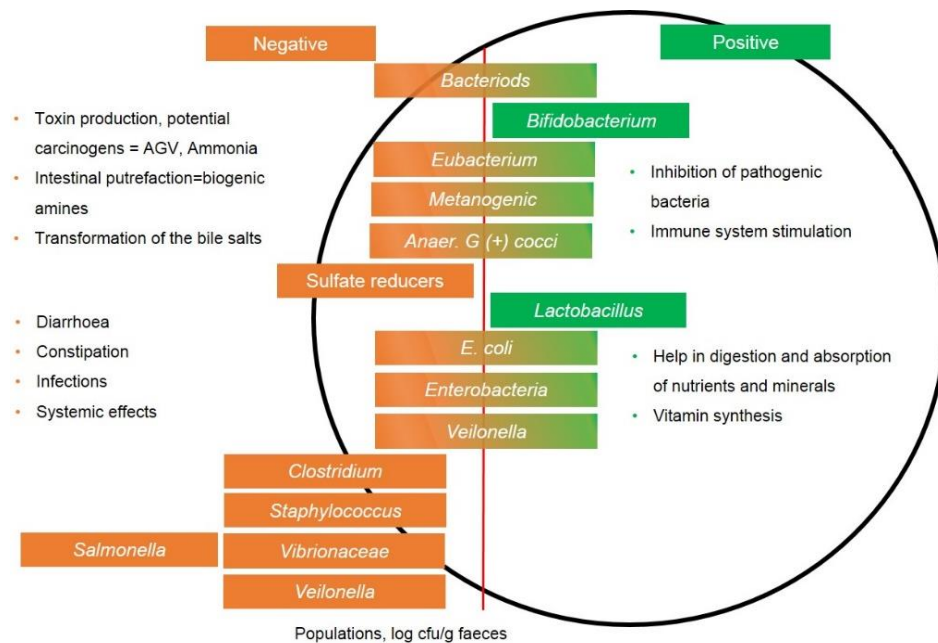 Negative
Positive
Bacteriods
Bifidobacterium
• Toxin production, potential
carcinogens = AGV, Ammonia
• Intestinal putrefaction=biogenic
amines
• Transformation of the bile salts
Eubacterium
Metanogenic
Anaer. G (+) cocci
• Inhibition of pathogenic
bacteria
• Immune system stimulation
Sulfate reducers
Lactobacillus
• Diarrhoea
• Constipation
• Infections
• Systemic effects
E. coli
Enterobacteria
Veilonella
• Help in digestion and absorption
of nutrients and minerals
• Vitamin synthesis
Clostridium
Staphylococcus
Salmonella
Vibrionaceae
Veilonella
Populations, log cfu/g faeces